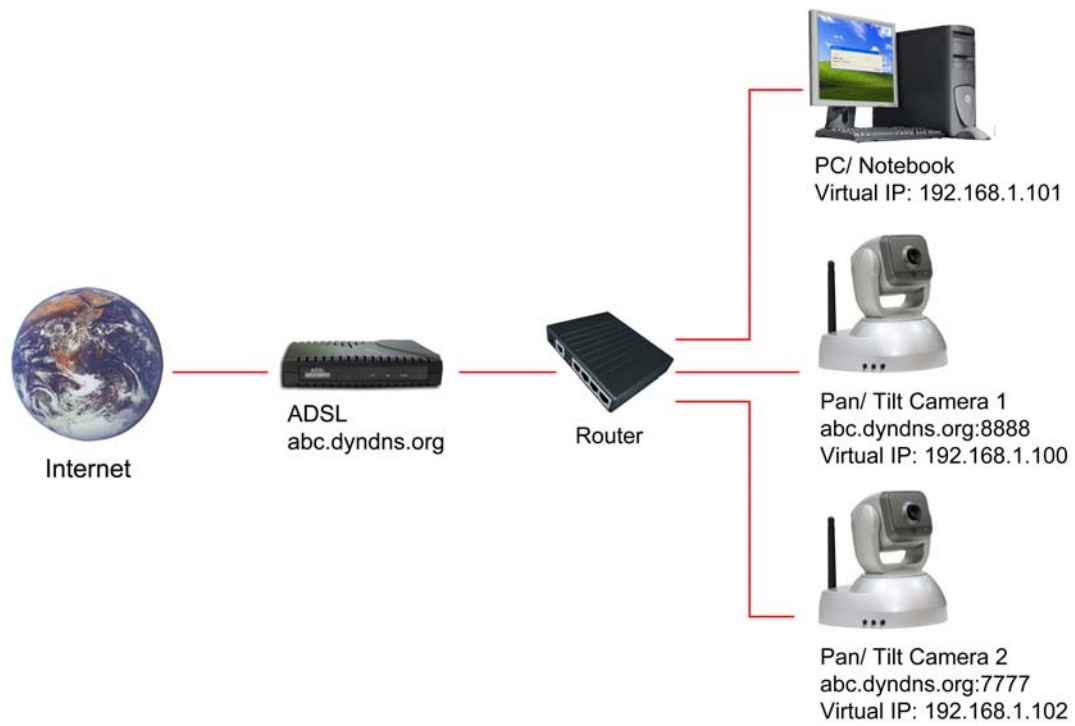 PC/ Notebook
Virtual IP: 192.168.1.101
Pan/ Tilt Camera 1
abc.dyndns.org:8888
Virtual IP: 192.168.1.100
ADSL
ADSL
abc.dyndns.org
Router
Internet
Pan/ Tilt Camera 2
abc.dyndns.org:7777
Virtual IP: 192.168.1.102